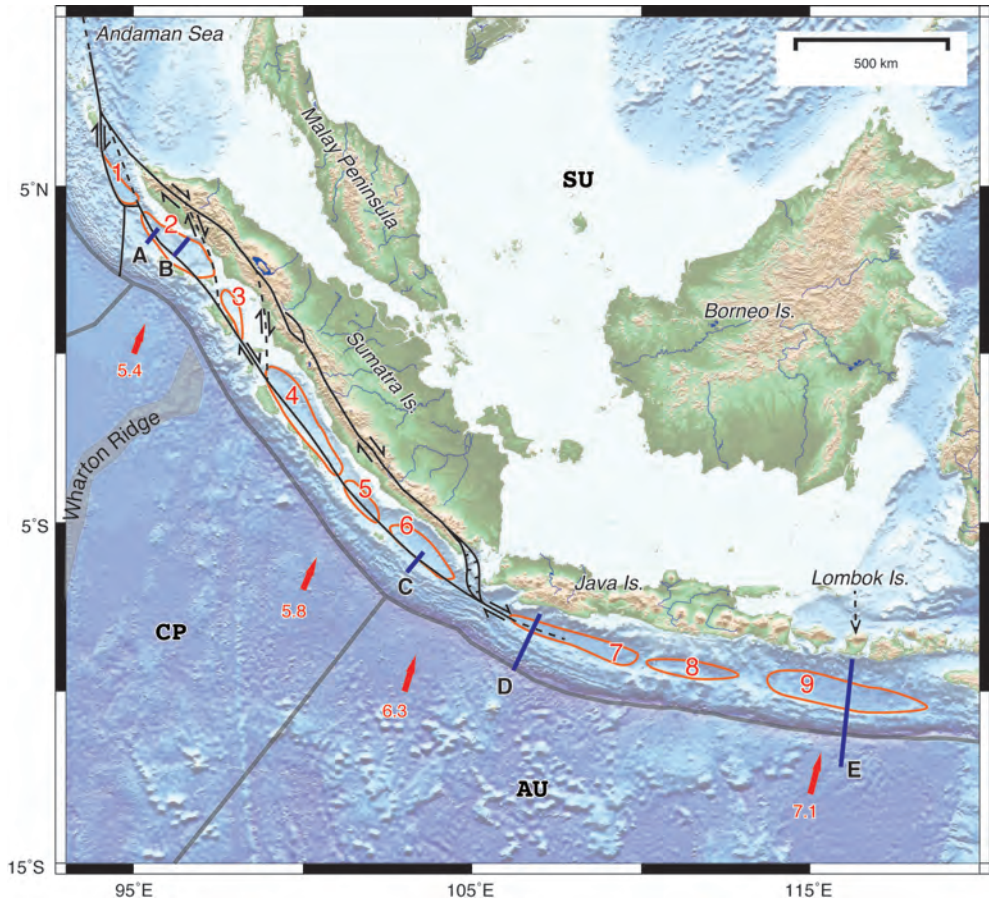 Andaman Sea
500 km
Malay Peninsula
SU
5˚N
1
2
A
B
3
Borneo Is.
5.4
Sumatra Is.
4
Wharton Ridge
5
5˚S
6
C
Java Is.
Lombok Is.
5.8
CP
7
8
9
D
6.3
E
AU
7.1
15˚S
95˚E
105˚E
115˚E